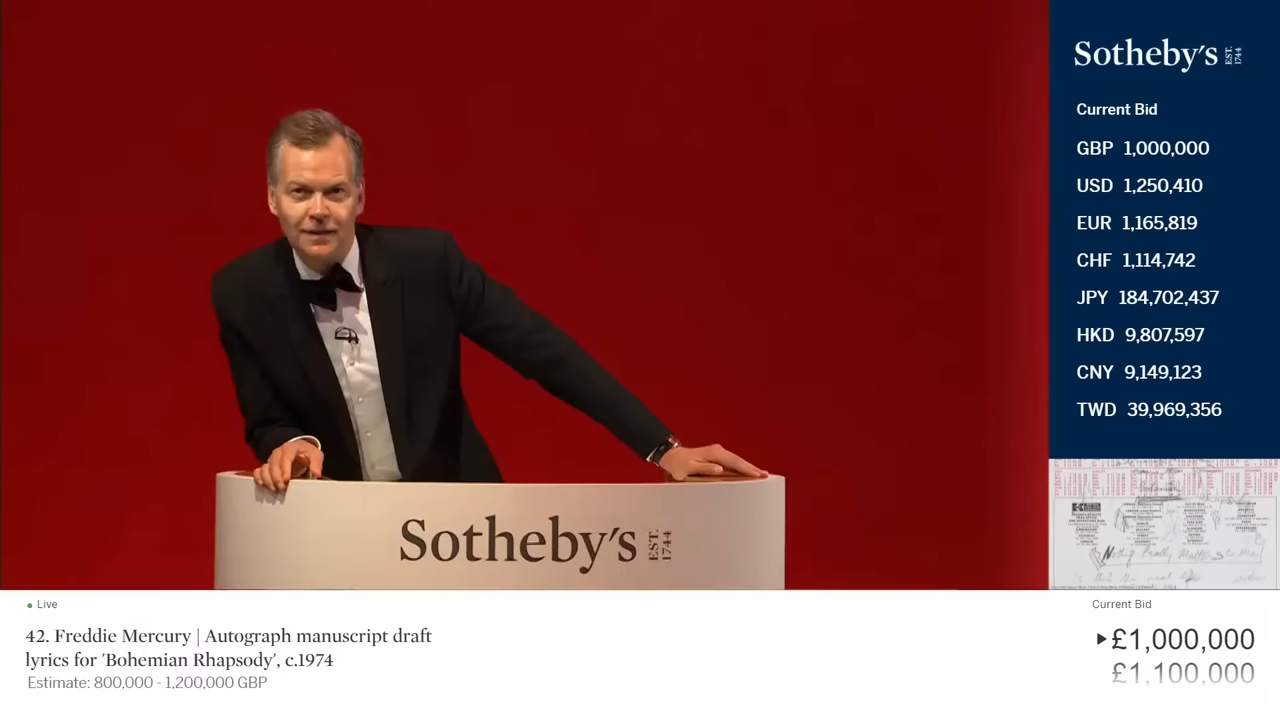 Sotheby's EST. 1744
Current Bid
GBP 1,000,000
USD 1,250,410
EUR 1,165,819
CHF 1,114,742
JPY 184,702,437
HKD 9,807,597
CNY 9,149,123
TWD 39,969,356
Sotheby's EST. 1744
Nothing Really Matters
Live
42. Freddie Mercury | Autograph manuscript draft
lyrics for 'Bohemian Rhapsody', c.1974
Estimate: 800,000 - 1,200,000 GBP
Current Bid
£1,000,000
£1,100,000